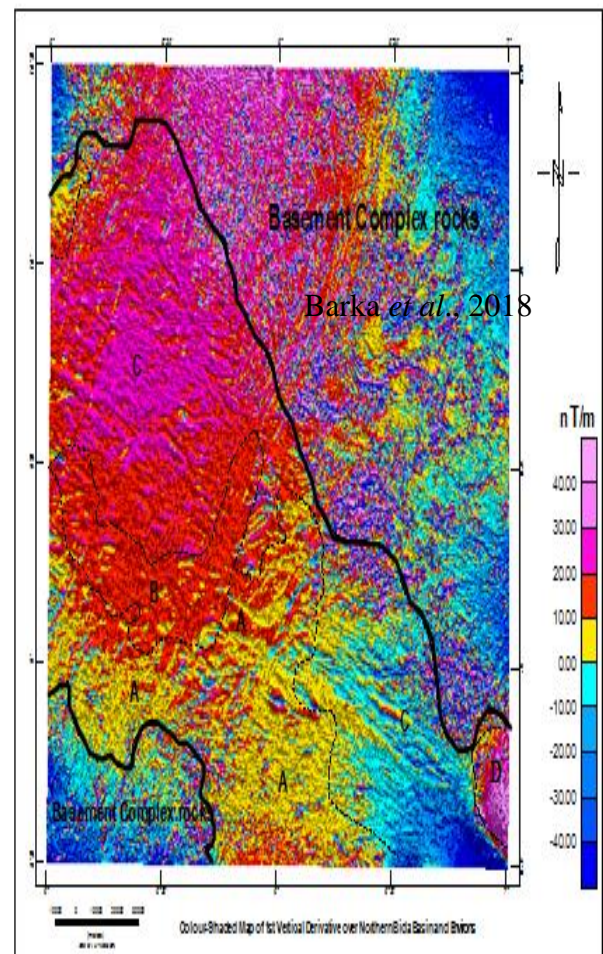 Basement Complex rocks
Barka et al., 2018
n T/m
40.00
30.00
20.00
10.00
0.00
-10.00
-20.00
-30.00
-40.00
C
B
A
A
C
A
D
Basement Complex rocks
Colour-Shaded Map of 1st Vertical Derivative over Northern Bida Basin and Environs